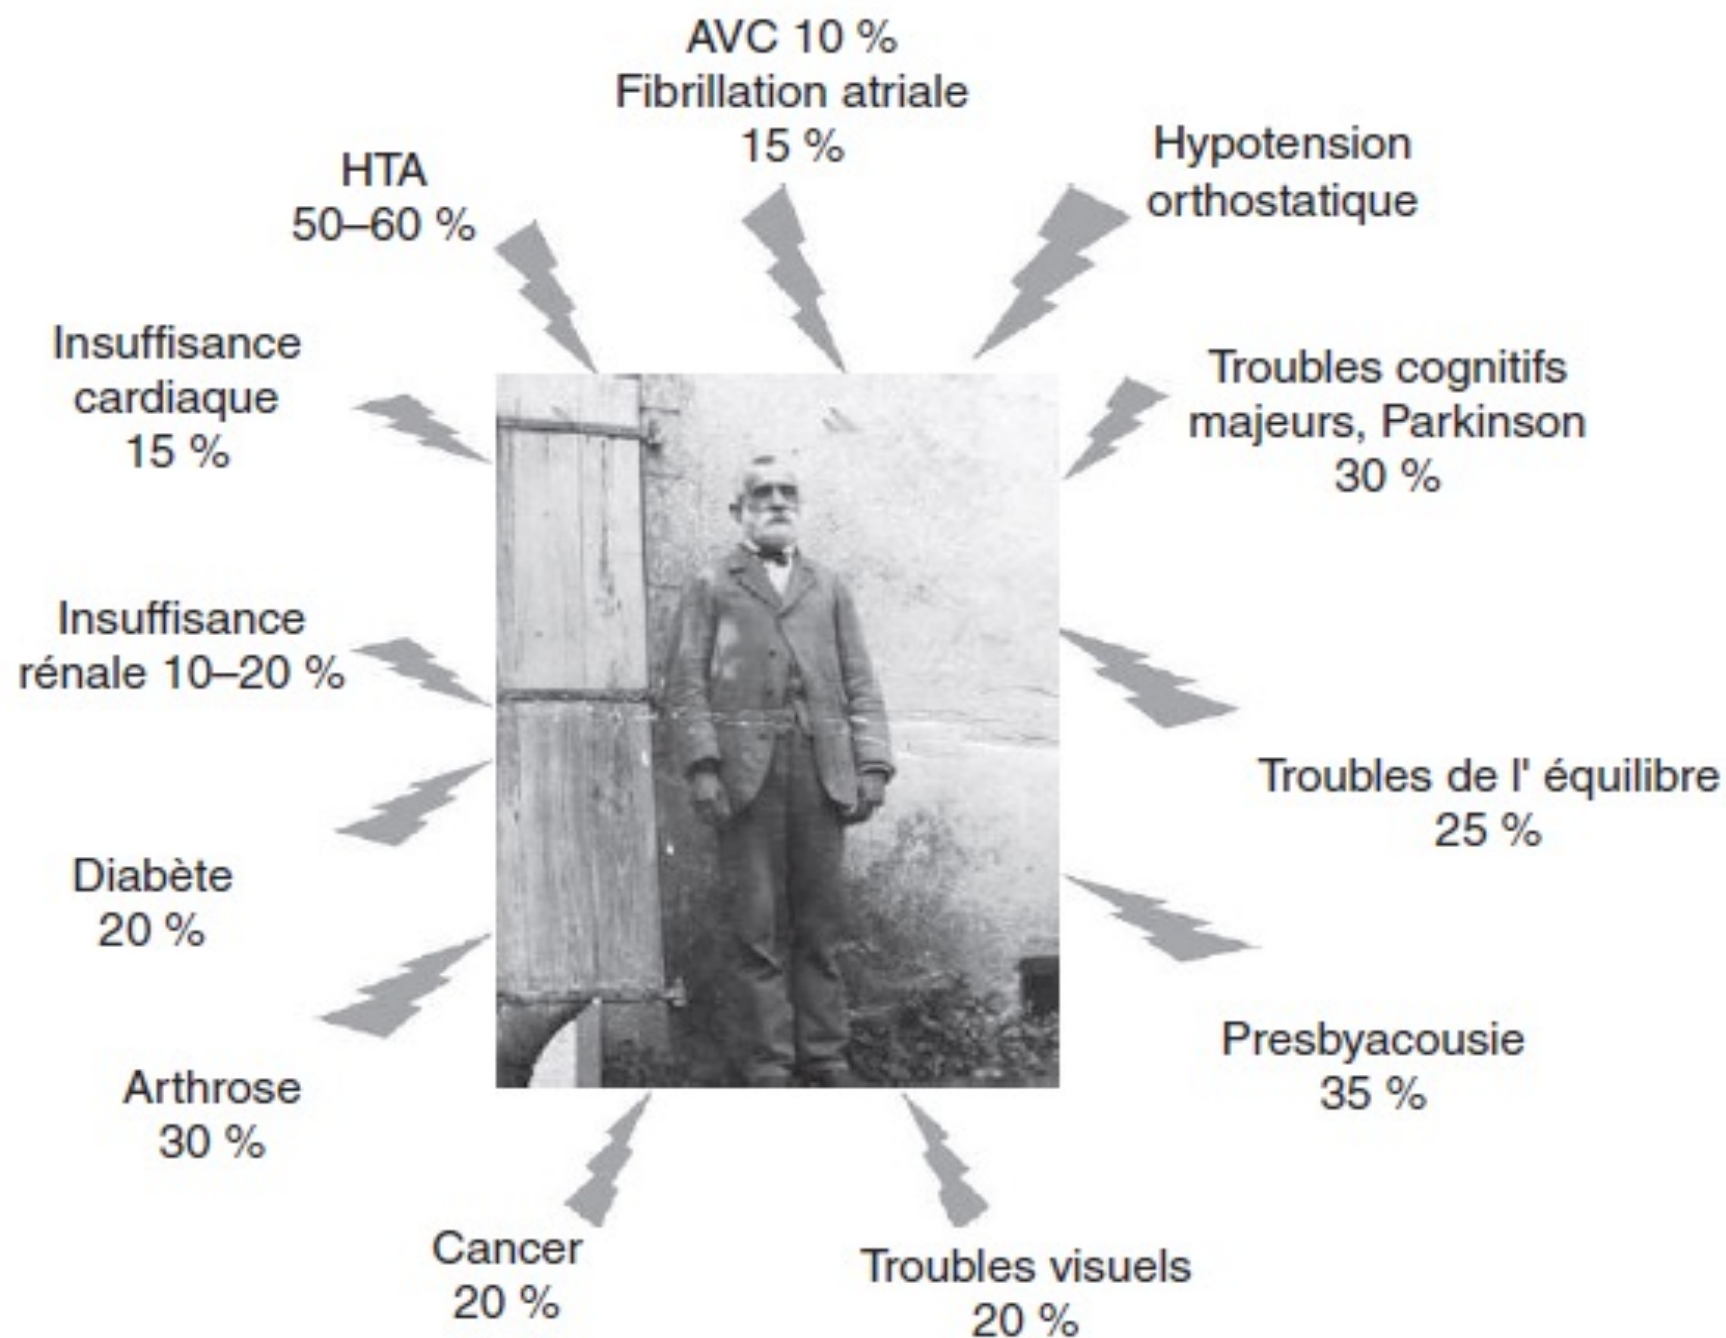 AVC 10 %
Fibrillation atriale
15 %
Hypotension
orthostatique
HTA
50–60 %
Insuffisance
cardiaque
15 %
Troubles cognitifs
majeurs, Parkinson
30 %
Insuffisance
rénale 10–20 %
Troubles de l' équilibre
25 %
Diabète
20 %
Presbyacousie
35 %
Arthrose
30 %
Cancer
20 %
Troubles visuels
20 %